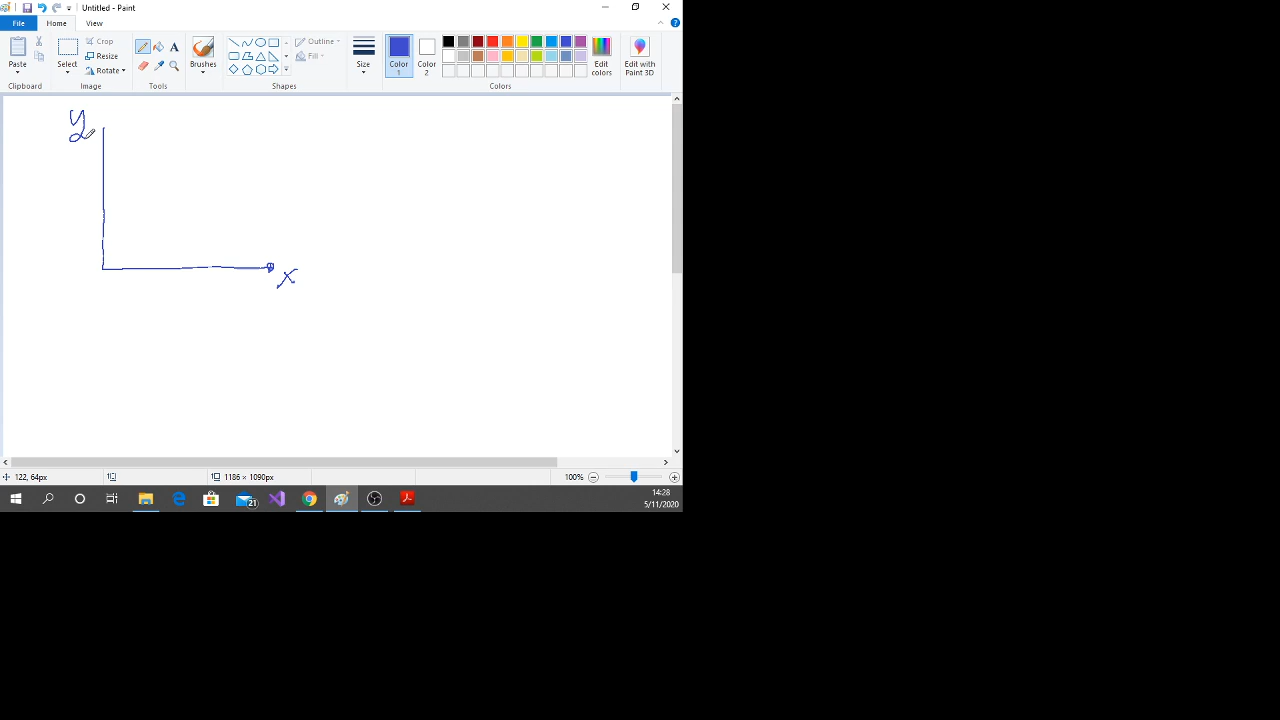 Untitled - Paint
File Home View
Paste
Select
Crop
Resize
Rotate
A
Brushes
Outline
Fill
Size
Color 1
Color 2
Edit colors
Edit with Paint 3D
Clipboard Image Tools Shapes Colors
y
x
122, 64px
1186 × 1090px
100%
21
14:28
5/11/2020